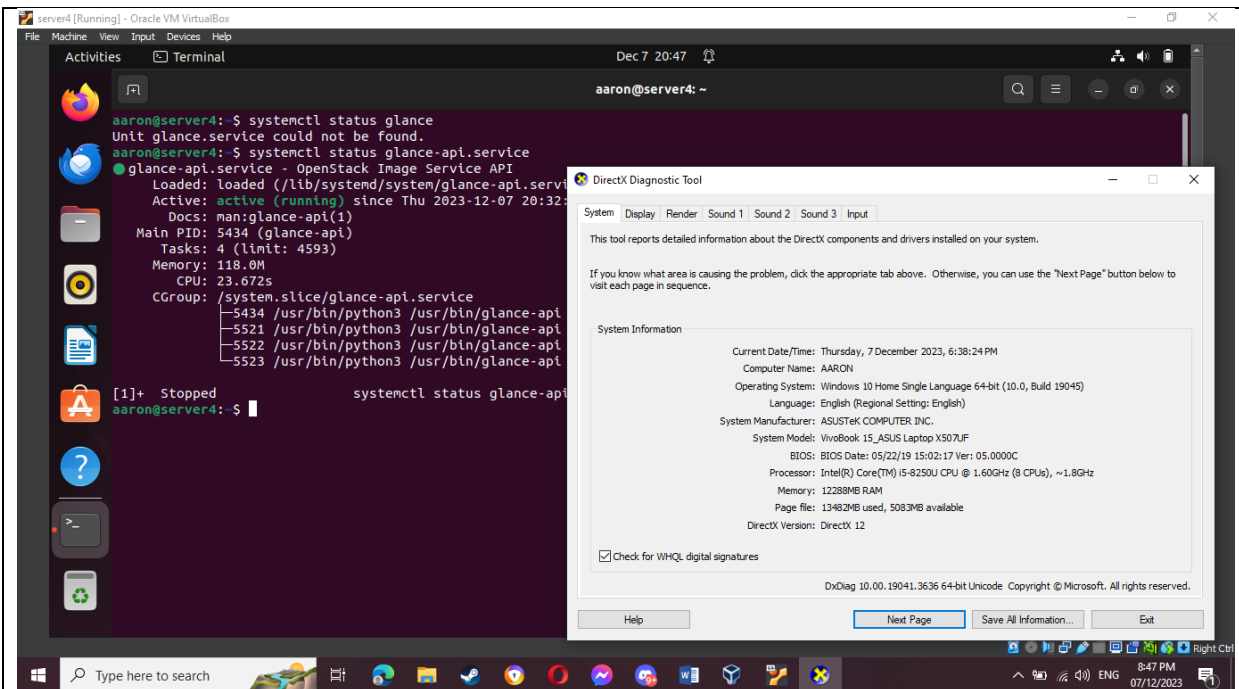 server4 [Running] - Oracle VM VirtualBox
File Machine View Input Devices Help
Activities Terminal Dec 7 20:47
aaron@server4: ~
aaron@server4:~$ systemctl status glance
Unit glance.service could not be found.
aaron@server4:~$ systemctl status glance-api.service
glance-api.service - OpenStack Image Service API
Loaded: loaded (/lib/systemd/system/glance-api.servi
Active: active (running) since Thu 2023-12-07 20:32:
Docs: man:glance-api(1)
Main PID: 5434 (glance-api)
Tasks: 4 (limit: 4593)
Memory: 118.0M
CPU: 23.672s
CGroup: /system.slice/glance-api.service
├─5434 /usr/bin/python3 /usr/bin/glance-api
├─5521 /usr/bin/python3 /usr/bin/glance-api
├─5522 /usr/bin/python3 /usr/bin/glance-api
└─5523 /usr/bin/python3 /usr/bin/glance-api
[1]+ Stopped systemctl status glance-api
aaron@server4:~$
DirectX Diagnostic Tool
System Display Render Sound 1 Sound 2 Sound 3 Input
This tool reports detailed information about the DirectX components and drivers installed on your system.
If you know what area is causing the problem, click the appropriate tab above. Otherwise, you can use the "Next Page" button below to
visit each page in sequence.
System Information
Current Date/Time: Thursday, 7 December 2023, 6:38:24 PM
Computer Name: AARON
Operating System: Windows 10 Home Single Language 64-bit (10.0, Build 19045)
Language: English (Regional Setting: English)
System Manufacturer: ASUSTeK COMPUTER INC.
System Model: VivoBook 15_ASUS Laptop X507UF
BIOS: BIOS Date: 05/22/19 15:02:17 Ver: 05.0000C
Processor: Intel(R) Core(TM) i5-8250U CPU @ 1.60GHz (8 CPUs), ~1.8GHz
Memory: 12288MB RAM
Page file: 13482MB used, 5083MB available
DirectX Version: DirectX 12
Check for WHQL digital signatures
DxDiag 10.00.19041.3636 64-bit Unicode Copyright © Microsoft. All rights reserved.
Help Next Page Save All Information... Exit
Right Ctrl
Type here to search
ENG 8:47 PM
07/12/2023